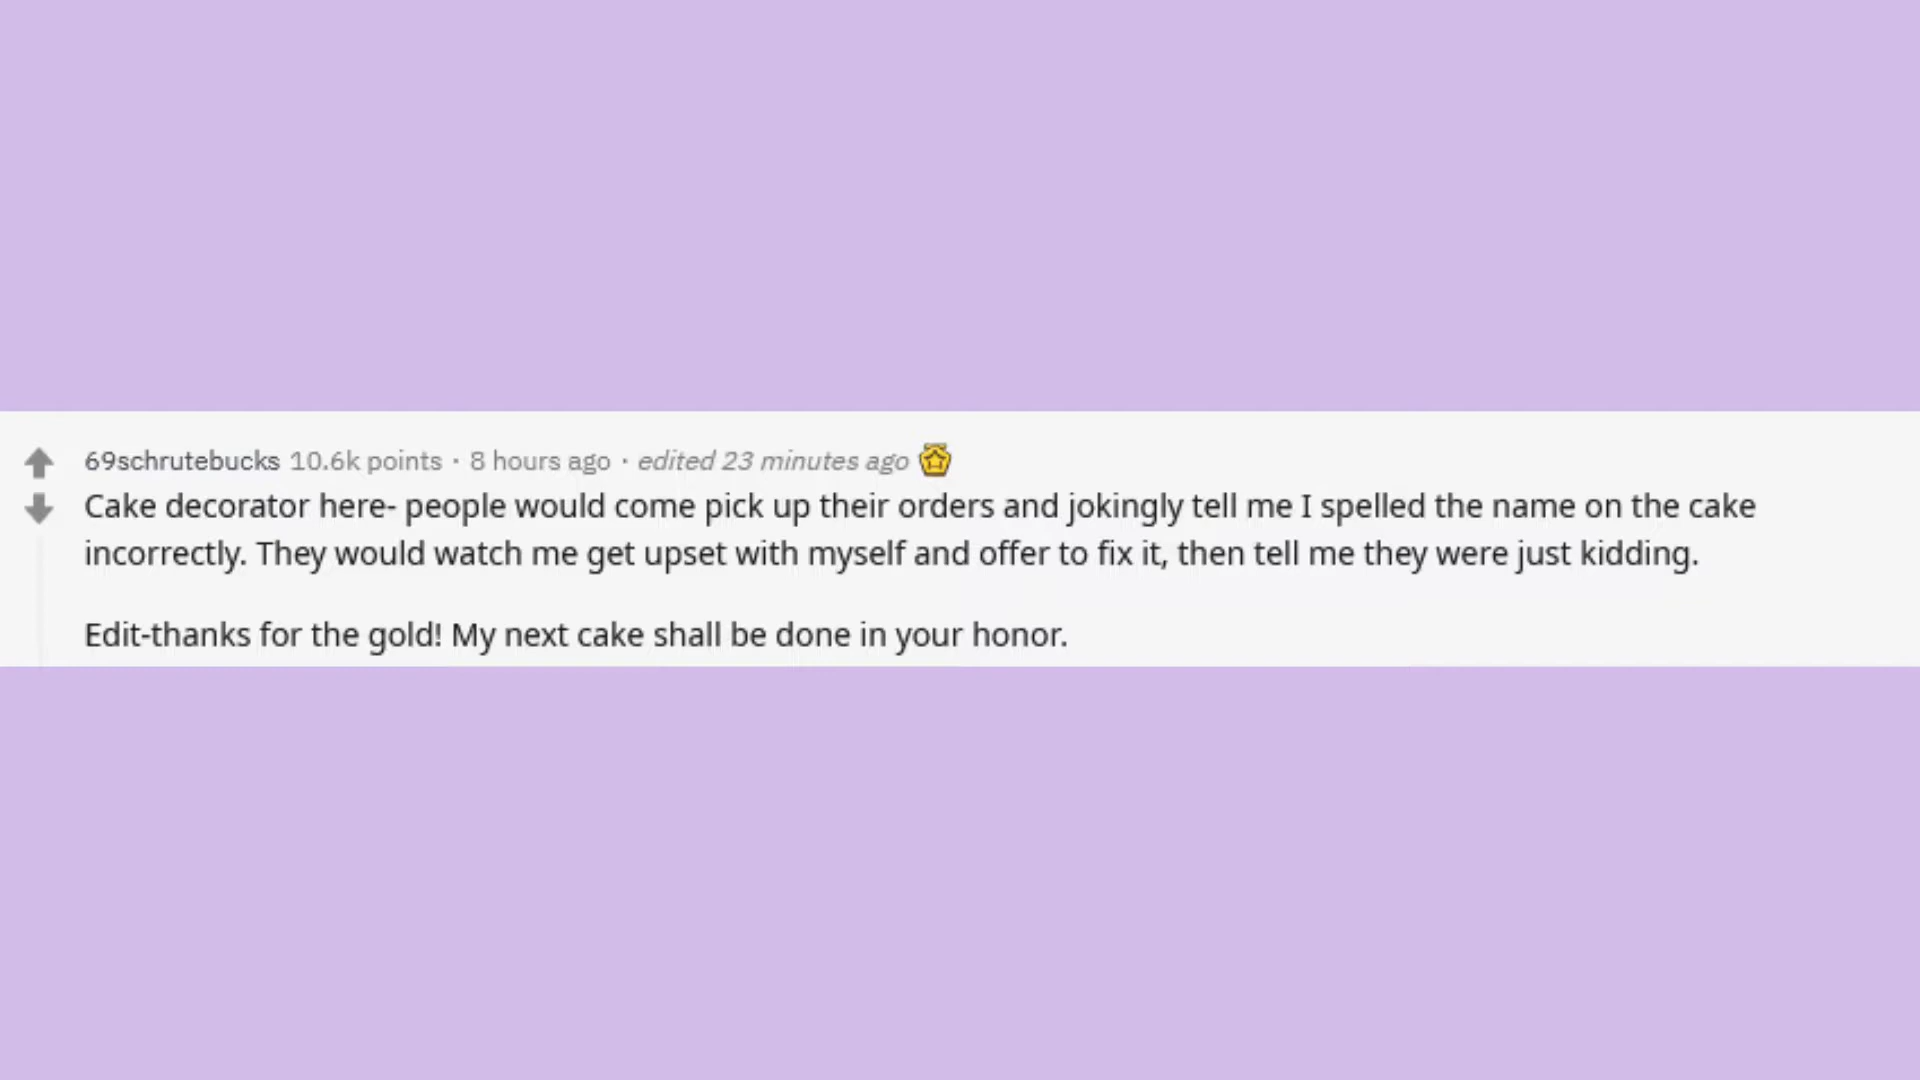 69schrutebucks 10.6k points · 8 hours ago · edited 23 minutes ago
Cake decorator here- people would come pick up their orders and jokingly tell me I spelled the name on the cake
incorrectly. They would watch me get upset with myself and offer to fix it, then tell me they were just kidding.
Edit-thanks for the gold! My next cake shall be done in your honor.